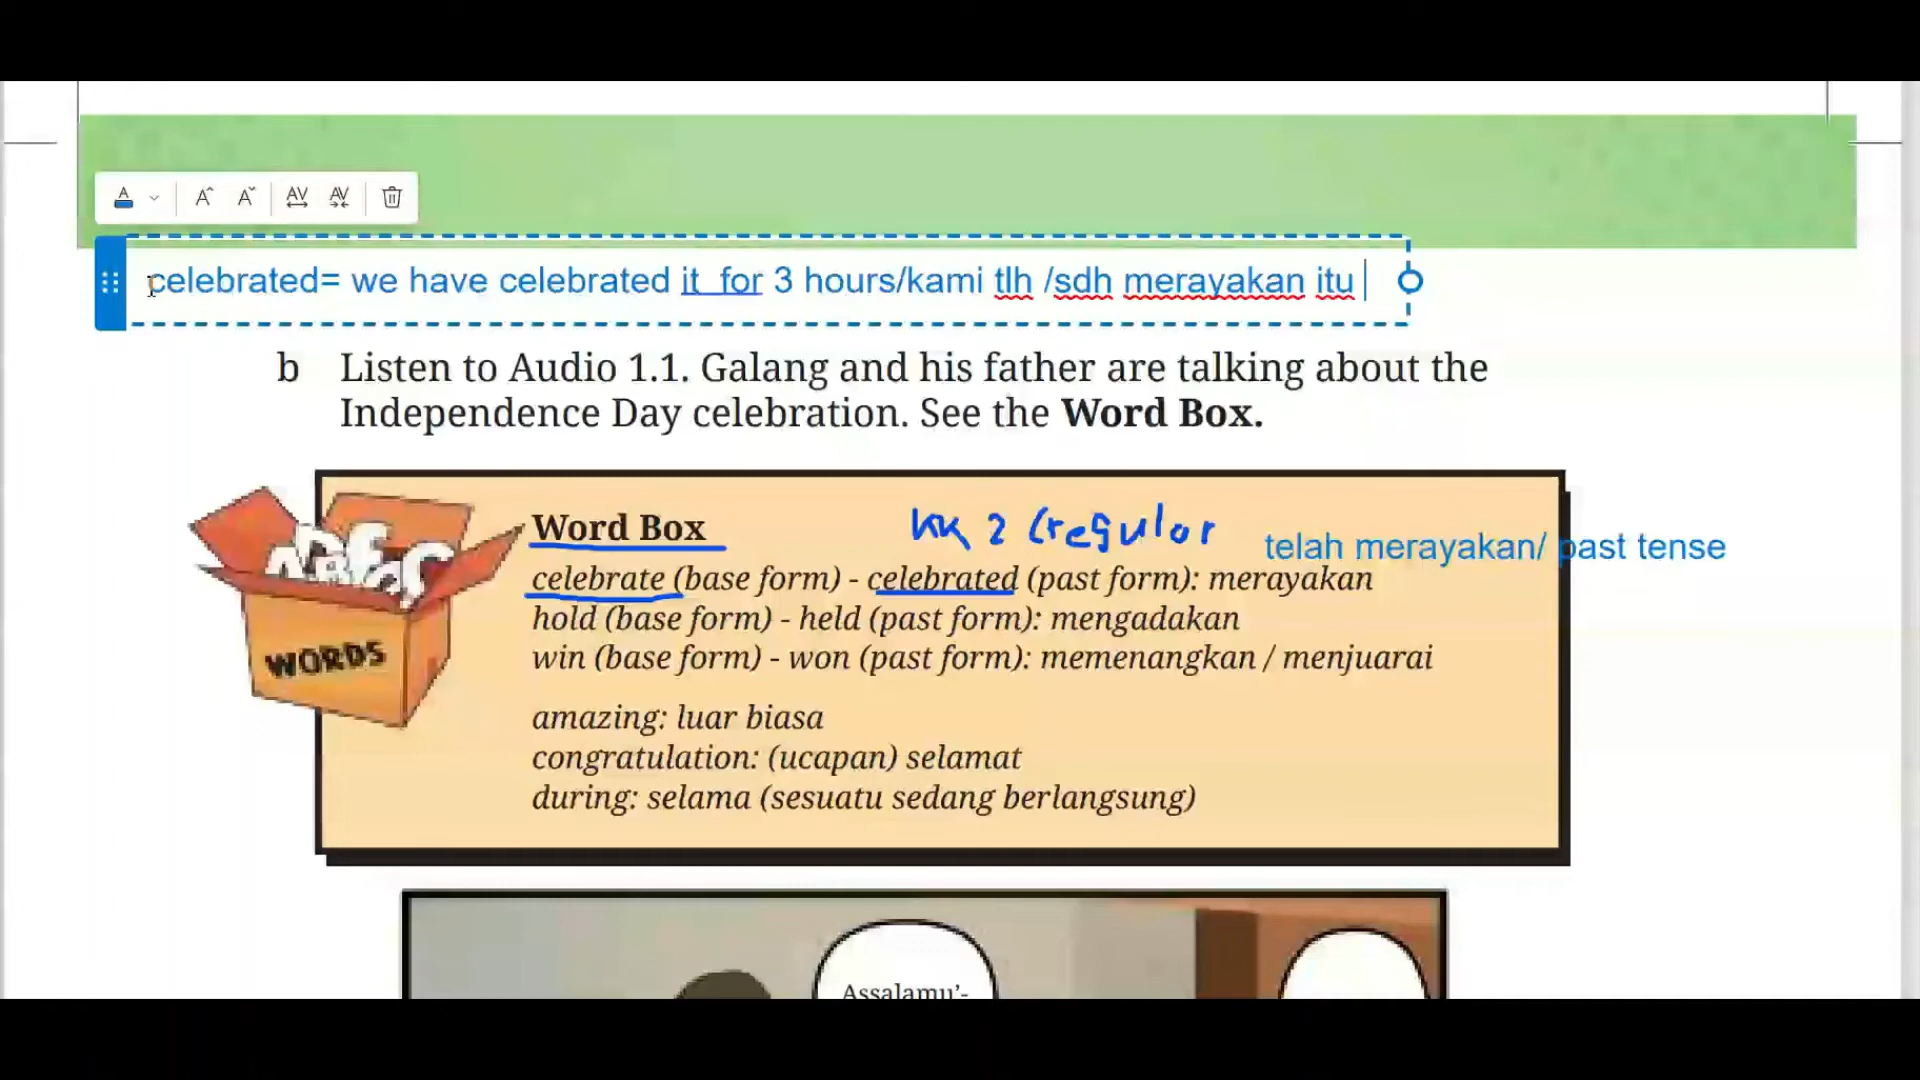 celebrated= we have celebrated it  for 3 hours/kami tlh /sdh merayakan itu
b Listen to Audio 1.1. Galang and his father are talking about the
Independence Day celebration. See the Word Box.
WORDS
Word Box
kk 2 (regular
telah merayakan/ past tense
celebrate (base form) - celebrated (past form): merayakan
hold (base form) - held (past form): mengadakan
win (base form) - won (past form): memenangkan / menjuarai
amazing: luar biasa
congratulation: (ucapan) selamat
during: selama (sesuatu sedang berlangsung)
Assalamu'-